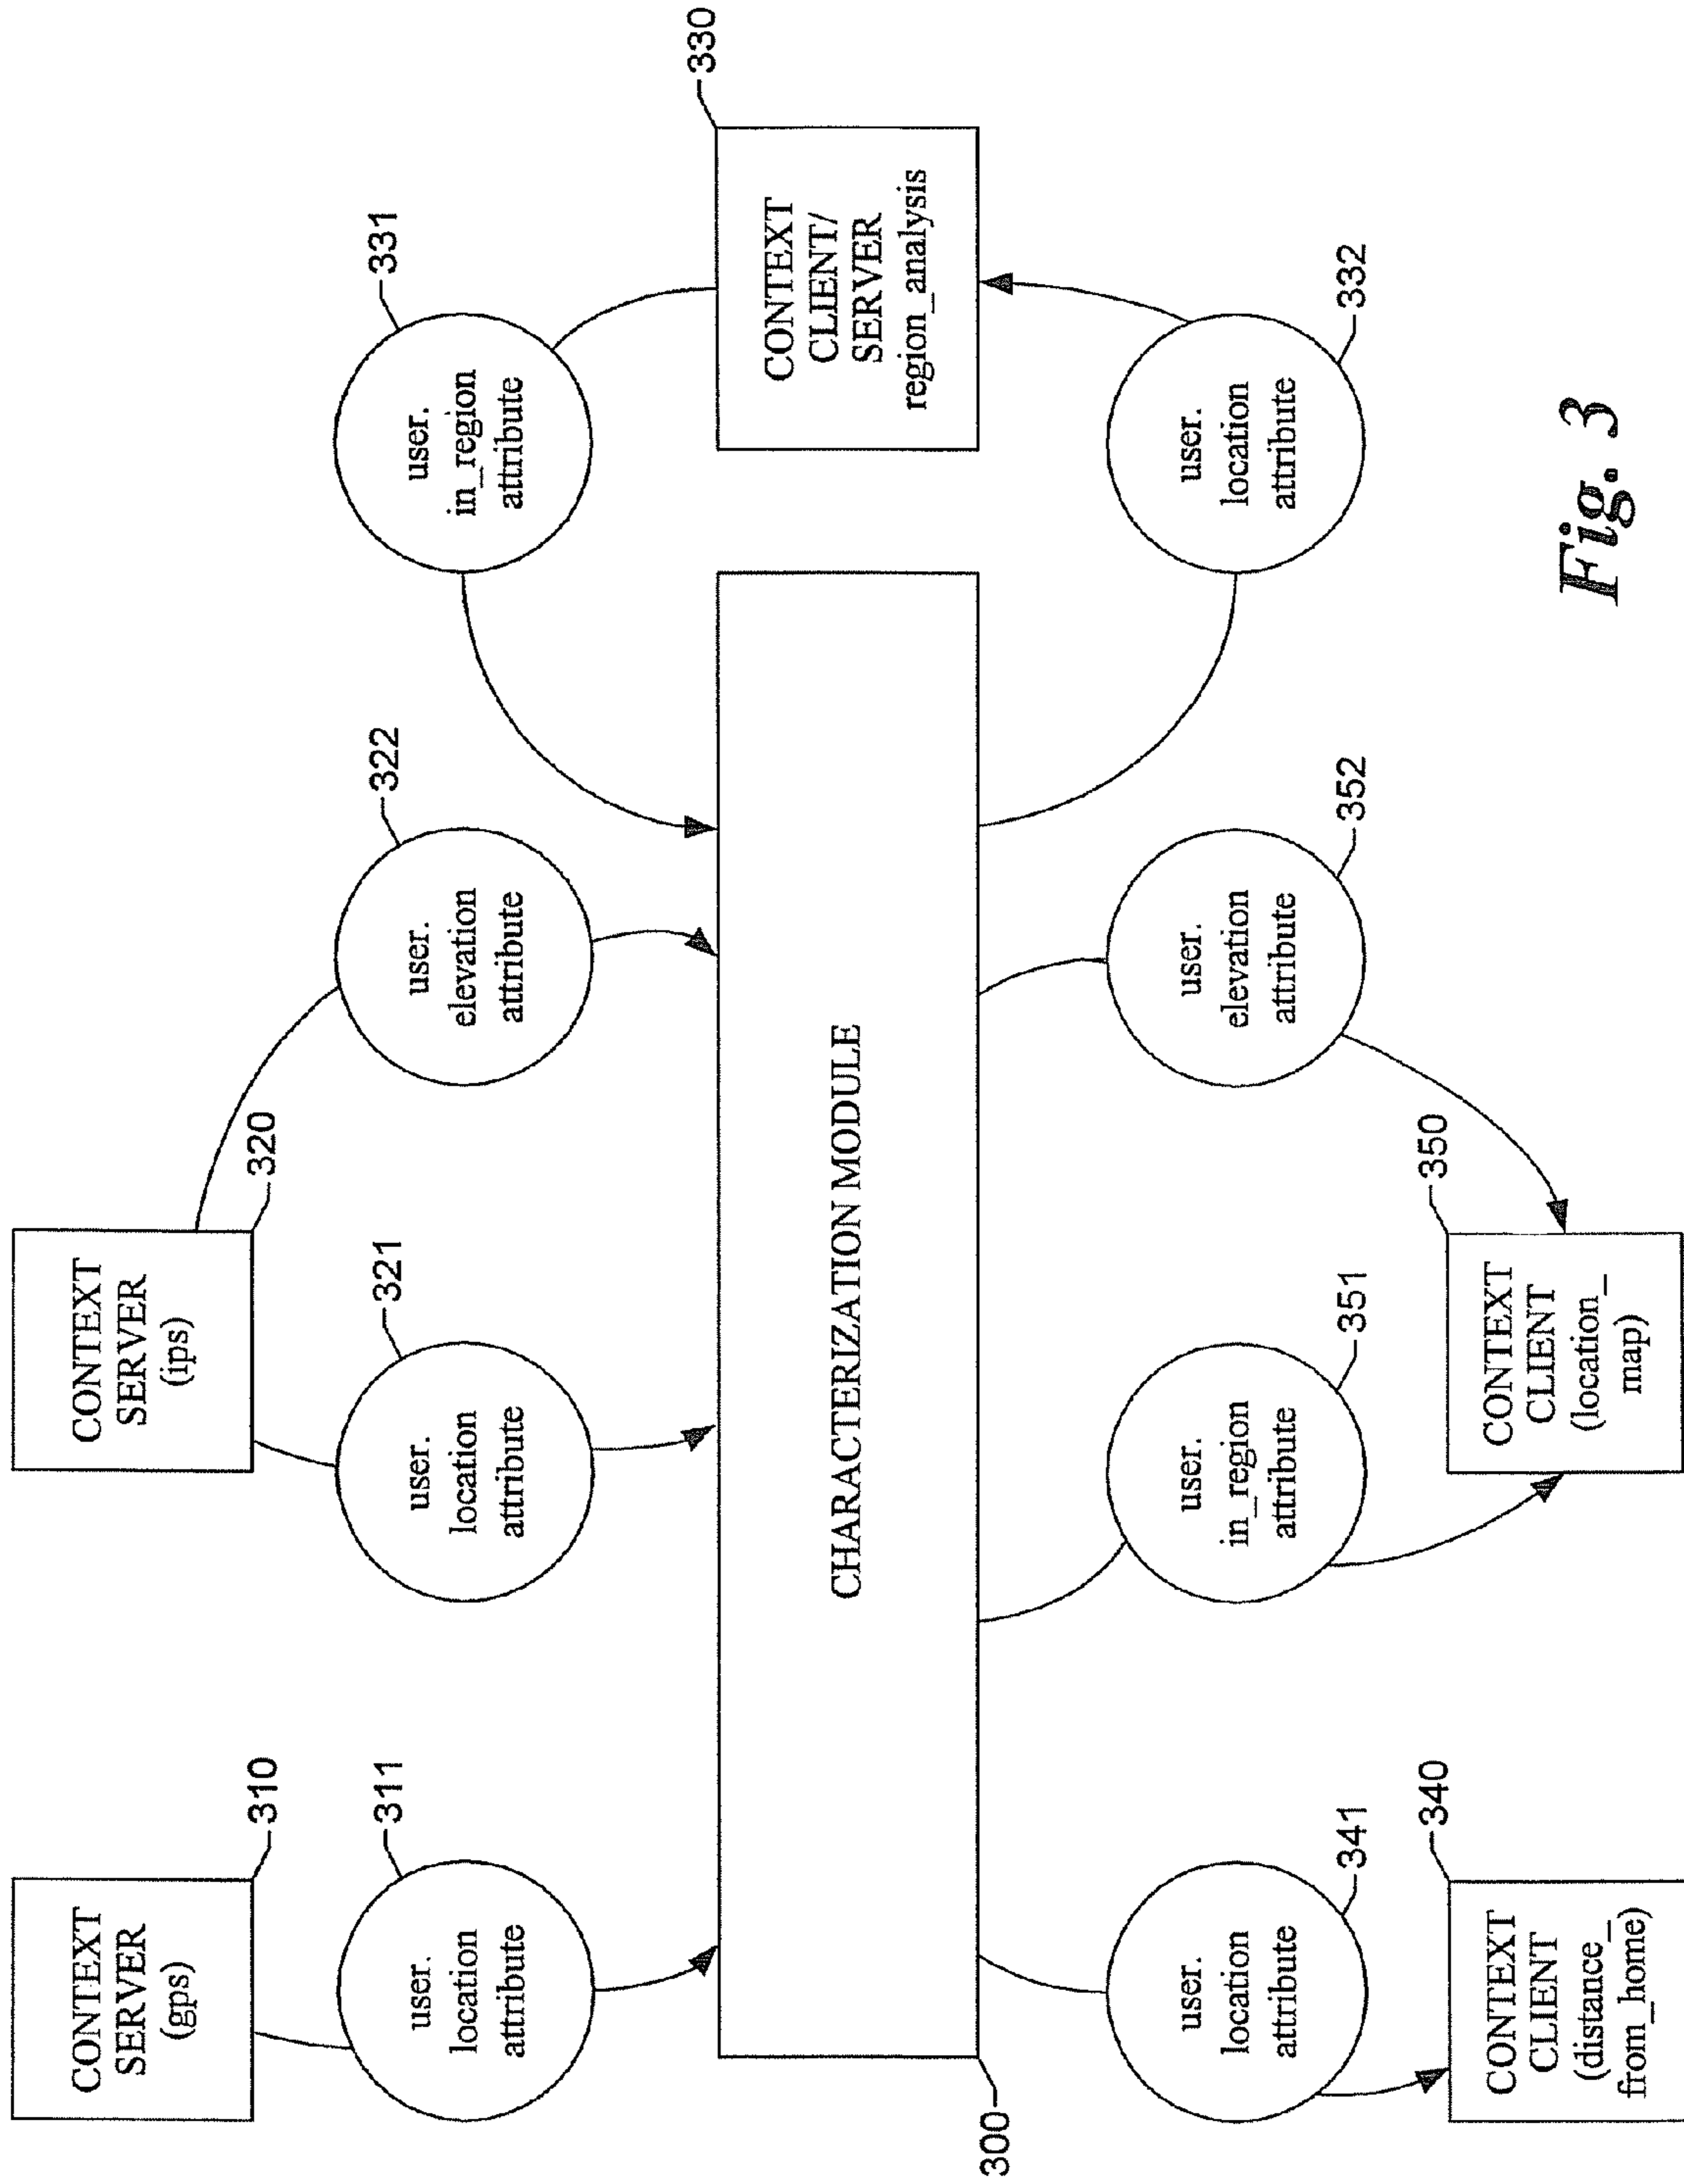 CONTEXT
SERVER
(gps)
310
CONTEXT
SERVER
(ips)
320
user.
location
attribute
311
user.
location
attribute
321
user.
elevation
attribute
322
user.
in_region
attribute
331
CHARACTERIZATION MODULE
300
CONTEXT
CLIENT/
SERVER
region_analysis
330
user.
location
attribute
341
user.
in_region
attribute
351
user.
elevation
attribute
352
user.
location
attribute
332
CONTEXT
CLIENT
(distance_
from_home)
340
CONTEXT
CLIENT
(location_
map)
350
Fig. 3